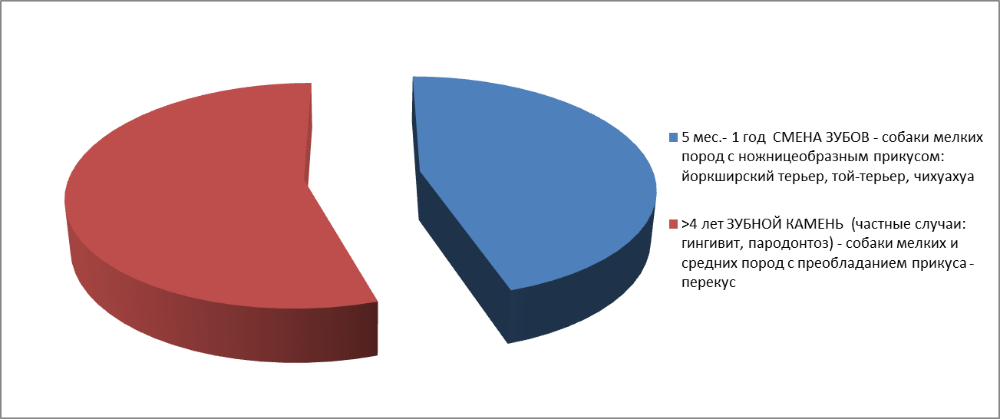 5 мес.- 1 год  СМЕНА ЗУБОВ - собаки мелких
пород с ножницеобразным прикусом:
йоркширский терьер, той-терьер, чихуахуа
>4 лет ЗУБНОЙ КАМЕНЬ  (частные случаи:
гингивит, пародонтоз) - собаки мелких и
средних пород с преобладанием прикуса -
перекус